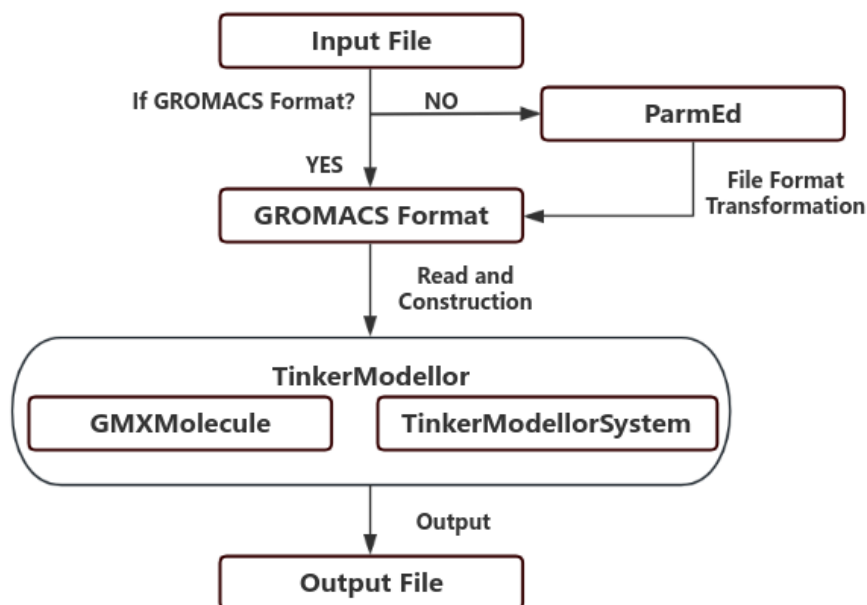 Input File
If GROMACS Format?
NO
ParmEd
YES
File Format
Transformation
GROMACS Format
Read and
Construction
TinkerModellor
GMXMolecule
TinkerModellorSystem
Output
Output File